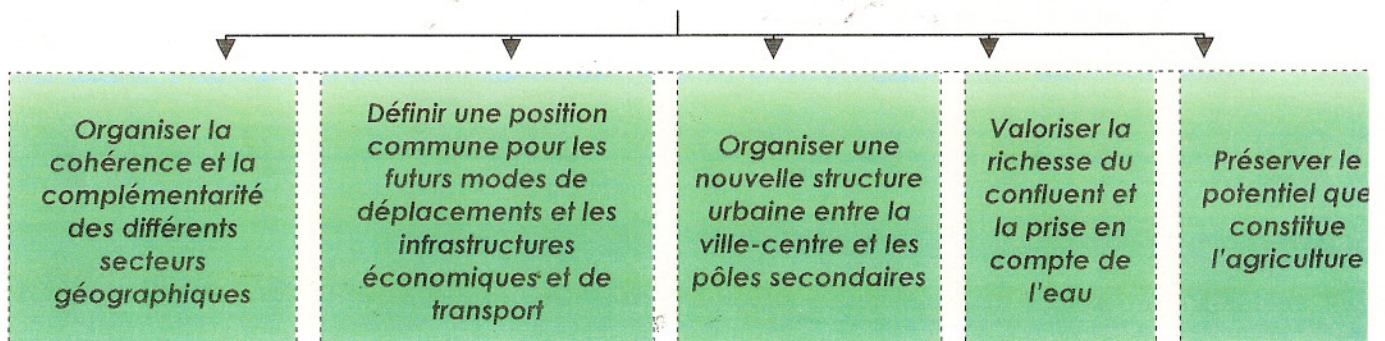 Organiser la
cohérence et la
complémentarité
des différents
secteurs
géographiques
Définir une position
commune pour les
futurs modes de
déplacements et les
infrastructures
économiques et de
transport
Organiser une
nouvelle structure
urbaine entre la
ville-centre et les
pôles secondaires
Valoriser la
richesse du
confluent et
la prise en
compte de
l'eau
Préserver le
potentiel que
constitue
l'agriculture